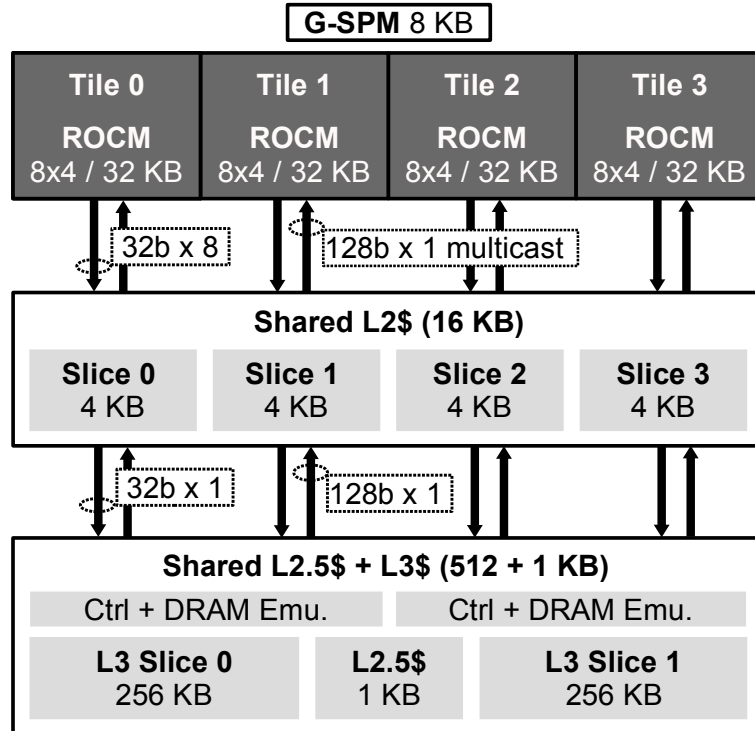 G-SPM 8 KB
Tile 0 Tile 1 Tile 2 Tile 3
ROCM ROCM ROCM ROCM
8x4 / 32 KB 8x4 / 32 KB 8x4 / 32 KB 8x4 / 32 KB
32b x 8 128b x 1 multicast
Shared L2$ (16 KB)
Slice 0 Slice 1 Slice 2 Slice 3
4 KB 4 KB 4 KB 4 KB
32b x 1 128b x 1
Shared L2.5$ + L3$ (512 + 1 KB)
Ctrl + DRAM Emu. Ctrl + DRAM Emu.
L3 Slice 0 L2.5$ L3 Slice 1
256 KB 1 KB 256 KB